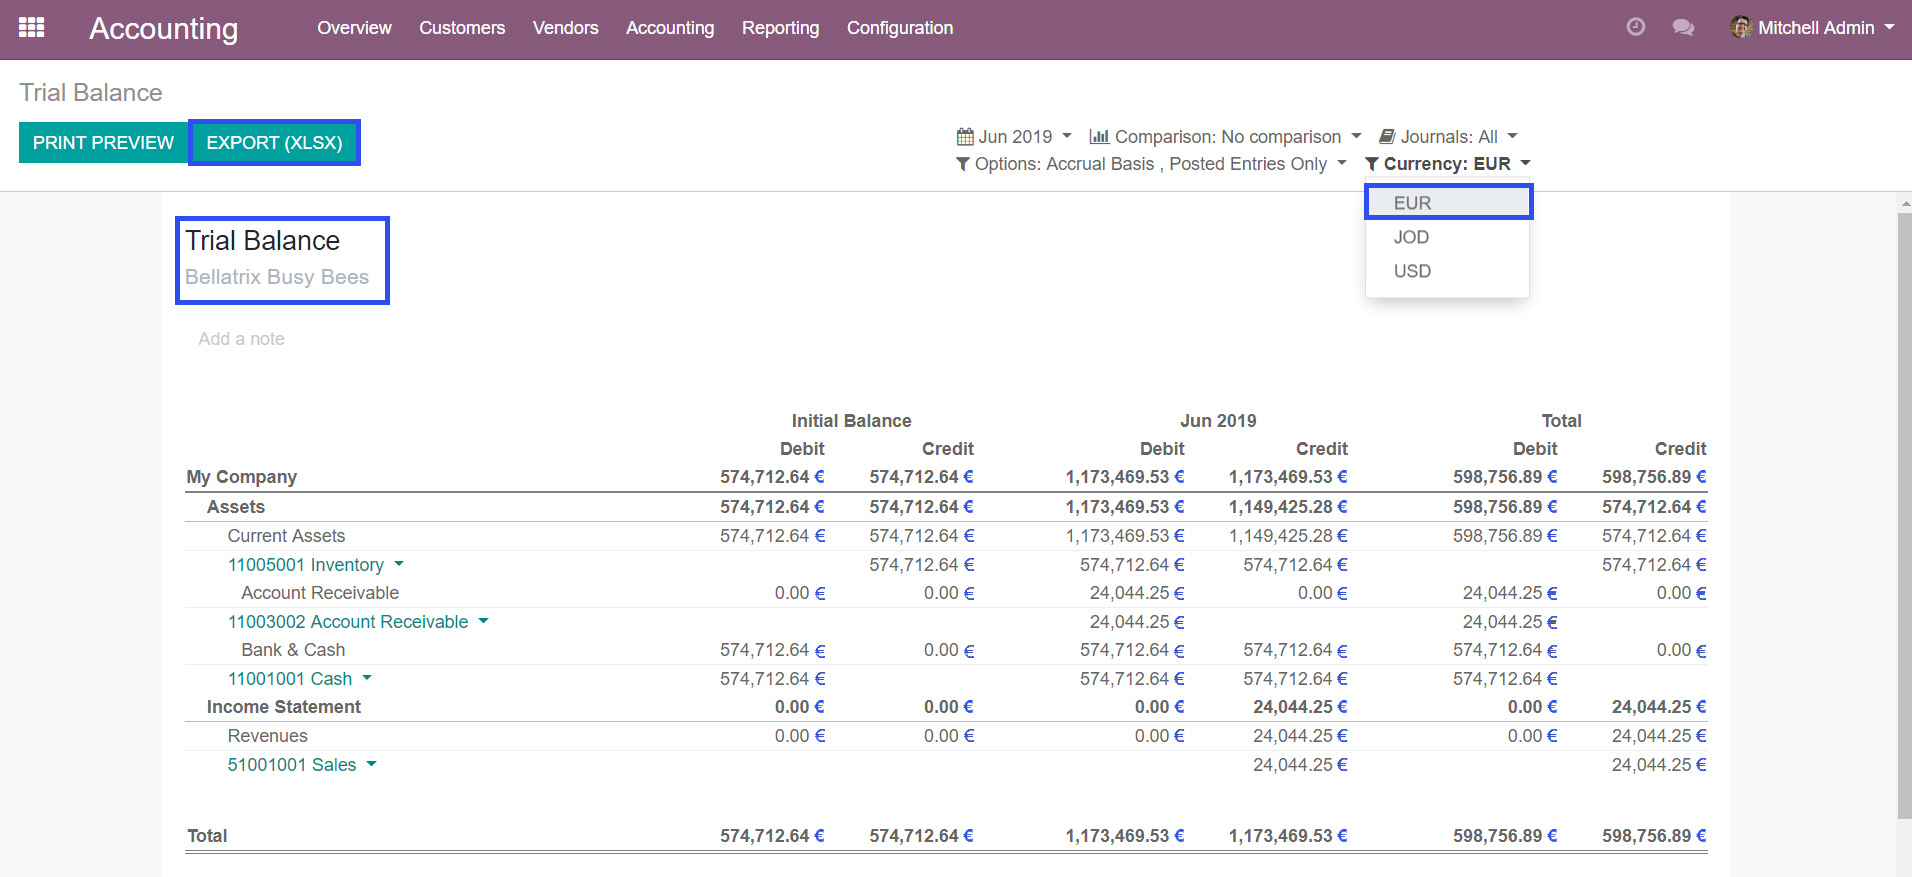 Accounting Overview Customers Vendors Accounting Reporting Configuration Mitchell Admin
Trial Balance
PRINT PREVIEW EXPORT (XLSX)
Jun 2019 Comparison: No comparison Journals: All
Options: Accrual Basis , Posted Entries Only Currency: EUR
EUR
JOD
USD
Trial Balance
Bellatrix Busy Bees
Add a note
Initial Balance Jun 2019 Total
Debit Credit Debit Credit Debit Credit
My Company 574,712.64 € 574,712.64 € 1,173,469.53 € 1,173,469.53 € 598,756.89 € 598,756.89 €
Assets 574,712.64 € 574,712.64 € 1,173,469.53 € 1,149,425.28 € 598,756.89 € 574,712.64 €
Current Assets 574,712.64 € 574,712.64 € 1,173,469.53 € 1,149,425.28 € 598,756.89 € 574,712.64 €
11005001 Inventory 574,712.64 € 574,712.64 € 574,712.64 € 574,712.64 €
Account Receivable 0.00 € 0.00 € 24,044.25 € 0.00 € 24,044.25 € 0.00 €
11003002 Account Receivable 24,044.25 € 24,044.25 €
Bank & Cash 574,712.64 € 0.00 € 574,712.64 € 574,712.64 € 574,712.64 € 0.00 €
11001001 Cash 574,712.64 € 574,712.64 € 574,712.64 € 574,712.64 €
Income Statement 0.00 € 0.00 € 0.00 € 24,044.25 € 0.00 € 24,044.25 €
Revenues 0.00 € 0.00 € 0.00 € 24,044.25 € 0.00 € 24,044.25 €
51001001 Sales 24,044.25 € 24,044.25 €
Total 574,712.64 € 574,712.64 € 1,173,469.53 € 1,173,469.53 € 598,756.89 € 598,756.89 €